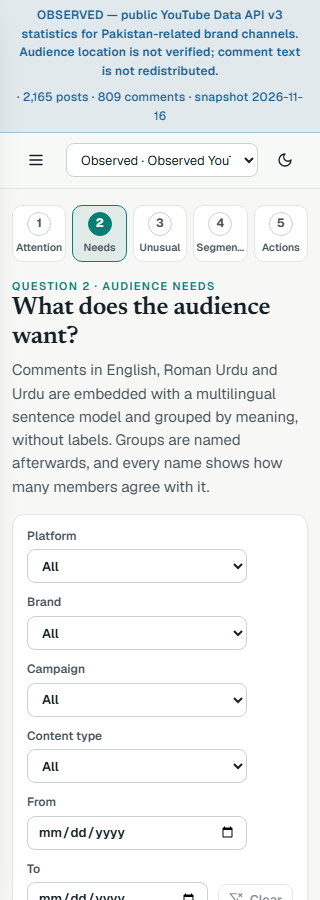 OBSERVED — public YouTube Data API v3
statistics for Pakistan-related brand channels.
Audience location is not verified; comment text
is not redistributed.
· 2,165 posts · 809 comments · snapshot 2026-11-
16
Observed · Observed You
1
2
3
4
5
Attention
Needs
Unusual
Segmen…
Actions
QUESTION 2 · AUDIENCE NEEDS
What does the audience
want?
Comments in English, Roman Urdu and
Urdu are embedded with a multilingual
sentence model and grouped by meaning,
without labels. Groups are named
afterwards, and every name shows how
many members agree with it.
Platform
All
Brand
All
Campaign
All
Content type
All
From
mm/dd/yyyy
To
mm/dd/yyyy
Clear